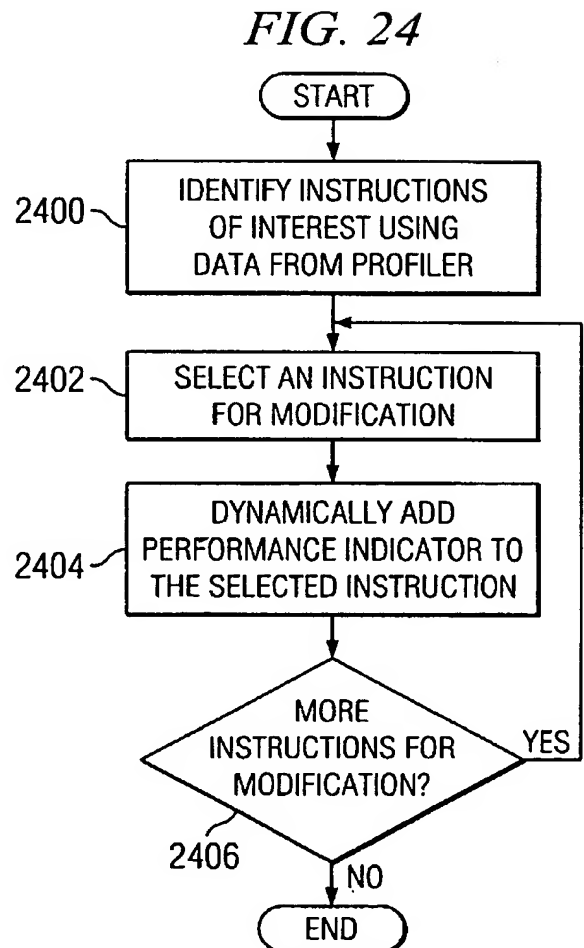 FIG. 24
START
2400
IDENTIFY INSTRUCTIONS
OF INTEREST USING
DATA FROM PROFILER
2402
SELECT AN INSTRUCTION
FOR MODIFICATION
2404
DYNAMICALLY ADD
PERFORMANCE INDICATOR TO
THE SELECTED INSTRUCTION
MORE
INSTRUCTIONS FOR
MODIFICATION?
YES
2406
NO
END